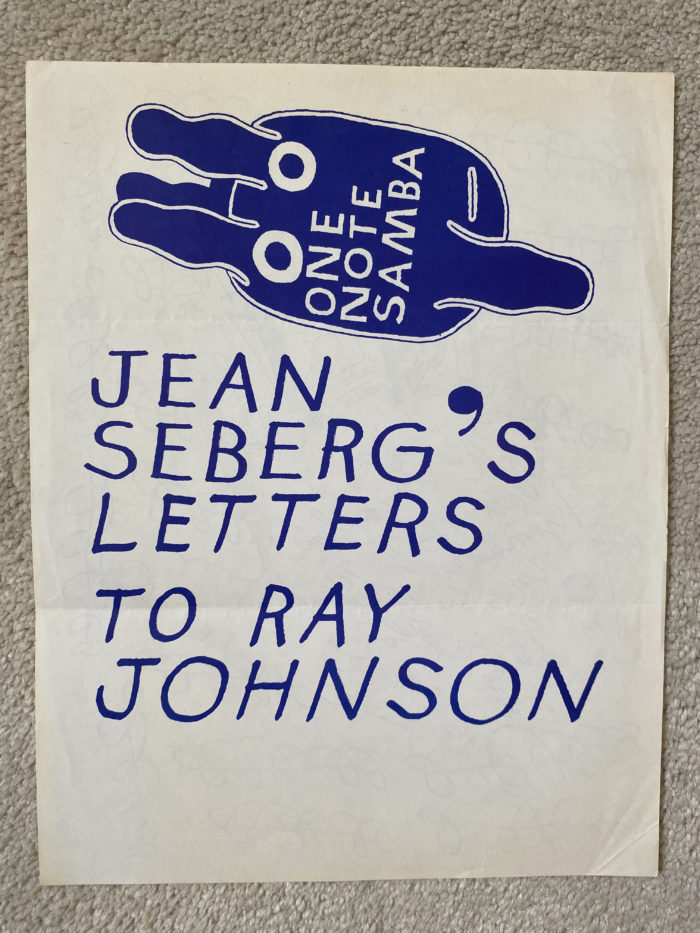 ONE
NOTE
SAMBA
JEAN
SEBERG'S
LETTERS
TO RAY
JOHNSON